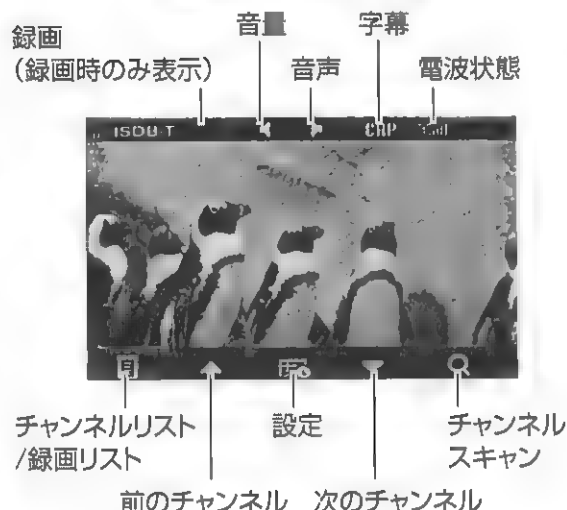 録画
(録画時のみ表示)
音量
音声
字幕
電波状態
ISDB-T
CAP
チャンネルリスト
/録画リスト
前のチャンネル
設定
次のチャンネル
チャンネル
スキャン